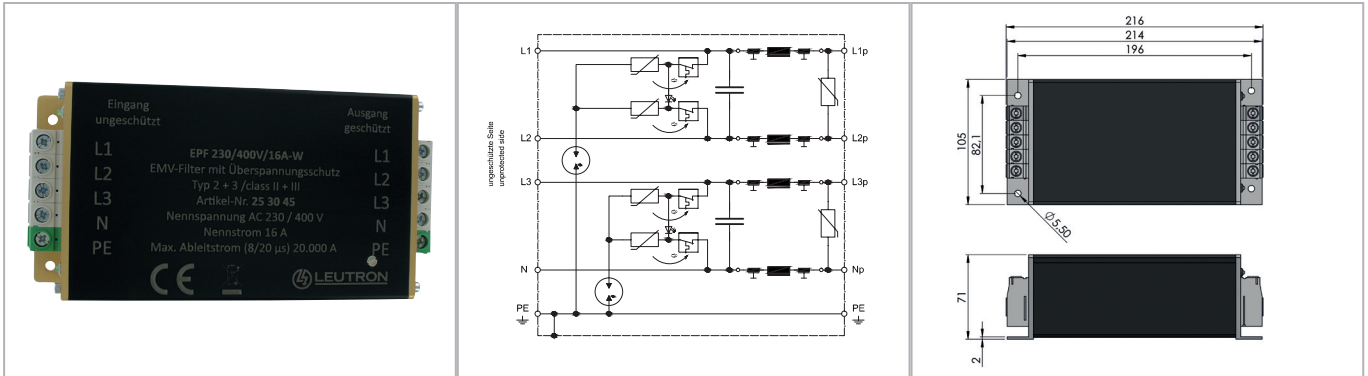 Eingang
ungeschützt
Ausgang
geschützt
L1
L2
L3
N
PE
EPF 230/400V/16A-W
EMV-Filter mit Überspannungsschutz
Typ 2 + 3 /class II + III
Artikel-Nr. 25 30 45
Nennspannung AC 230 / 400 V
Nennstrom 16 A
Max. Ableitstrom (8/20 µs) 20.000 A
L1
L2
L3
N
PE
CE
LEUTRON
ungeschützte Seite
unprotected side
L1
L1p
L2
L2p
L3
L3p
N
Np
PE
PE
216
214
196
105
82,1
Ø5,50
71
2